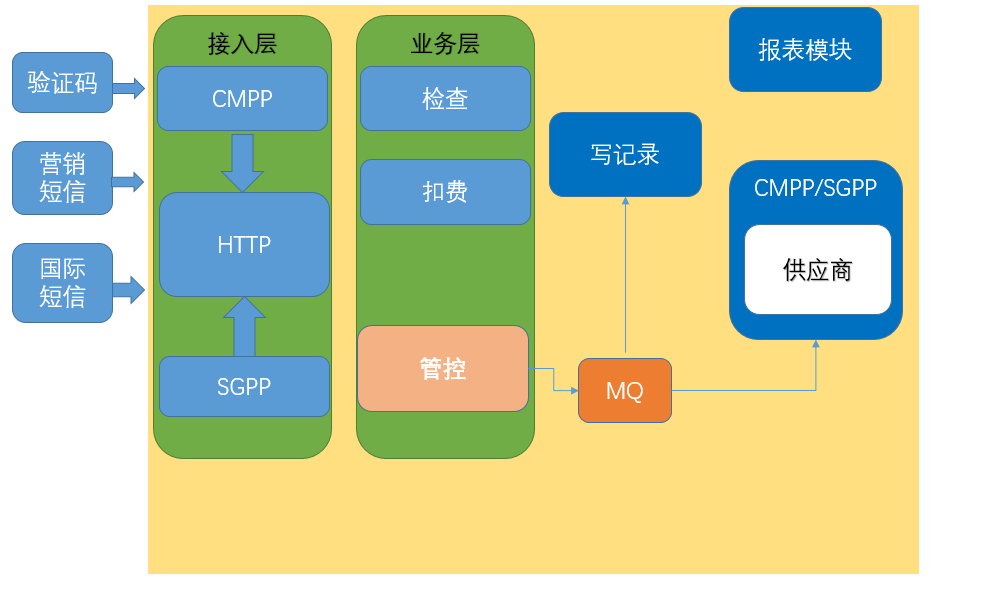 验证码
营销
短信
国际
短信
接入层
CMPP
HTTP
SGPP
业务层
检查
扣费
管控
写记录
MQ
报表模块
CMPP/SGPP
供应商